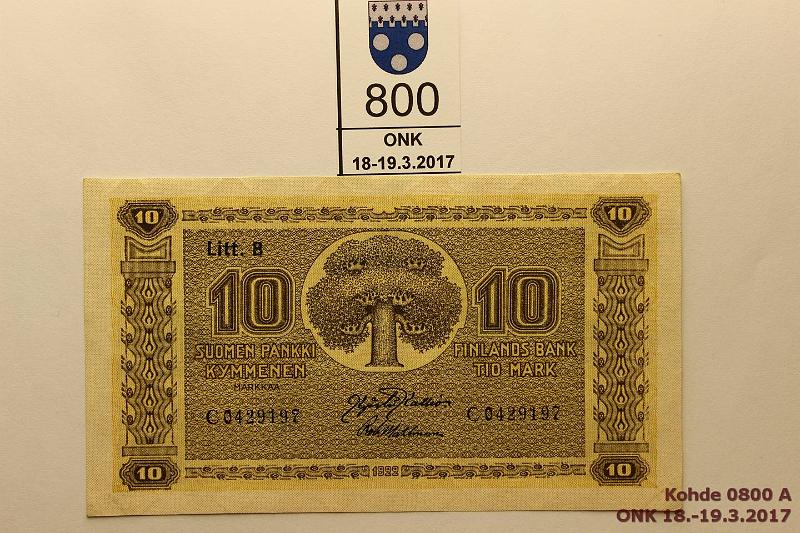 800
ONK
18-19.3.2017
10 10
Litt. B
10 10
SUOMEN PANKKI FINLANDS BANK
KYMMENEN TIO MARK
MARKKAA
C 0429197 C 0429197
10 1922 10
Kohde 0800 A
ONK 18.-19.3.2017